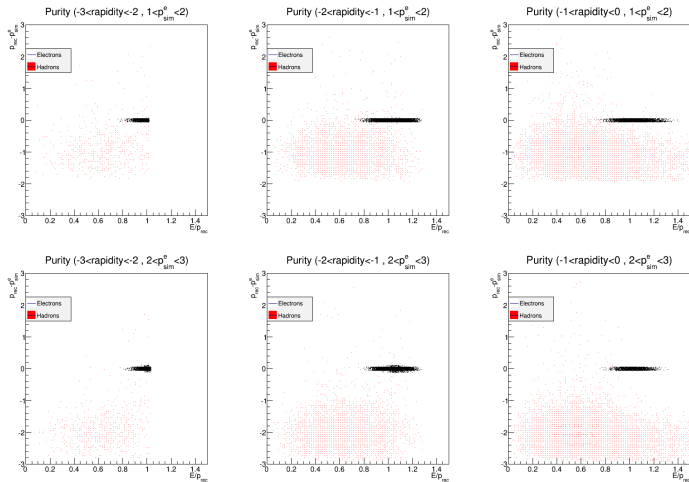 Purity (-3<rapidity<-2 , 1<p^e_sim <2)
p_rec-p^e_sim
3
2
1
0
-1
-2
-3
Electrons
Hadrons
0 0.2 0.4 0.6 0.8 1 1.2 1.4
E/p_rec
Purity (-2<rapidity<-1 , 1<p^e_sim <2)
p_rec-p^e_sim
3
2
1
0
-1
-2
-3
Electrons
Hadrons
0 0.2 0.4 0.6 0.8 1 1.2 1.4
E/p_rec
Purity (-1<rapidity<0 , 1<p^e_sim <2)
p_rec-p^e_sim
3
2
1
0
-1
-2
-3
Electrons
Hadrons
0 0.2 0.4 0.6 0.8 1 1.2 1.4
E/p_rec
Purity (-3<rapidity<-2 , 2<p^e_sim <3)
p_rec-p^e_sim
3
2
1
0
-1
-2
-3
Electrons
Hadrons
0 0.2 0.4 0.6 0.8 1 1.2 1.4
E/p_rec
Purity (-2<rapidity<-1 , 2<p^e_sim <3)
p_rec-p^e_sim
3
2
1
0
-1
-2
-3
Electrons
Hadrons
0 0.2 0.4 0.6 0.8 1 1.2 1.4
E/p_rec
Purity (-1<rapidity<0 , 2<p^e_sim <3)
p_rec-p^e_sim
3
2
1
0
-1
-2
-3
Electrons
Hadrons
0 0.2 0.4 0.6 0.8 1 1.2 1.4
E/p_rec